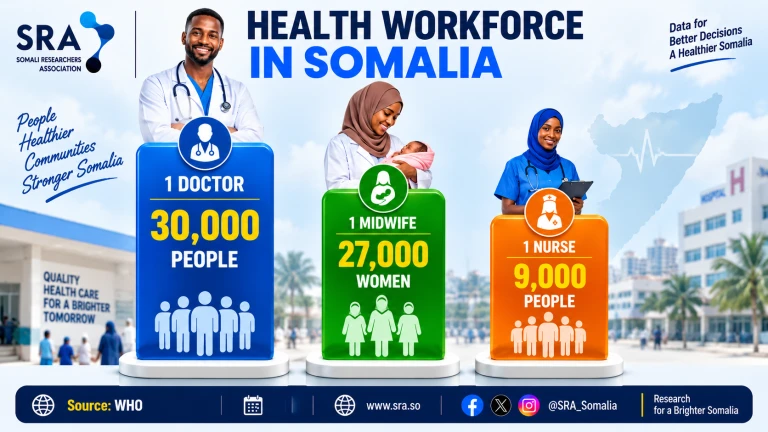 SRA
SOMALI RESEARCHERS
ASSOCIATION
HEALTH WORKFORCE
IN SOMALIA
Data for
Better Decisions
A Healthier Somalia
People
Healthier
Communities
Stronger Somalia
1 DOCTOR
30,000
PEOPLE
1 MIDWIFE
27,000
WOMEN
1 NURSE
9,000
PEOPLE
HOSPITAL H
QUALITY
HEALTH CARE
FOR A BRIGHTER
TOMORROW
Source: WHO
www.sra.so
@SRA_Somalia
Research
for a Brighter Somalia